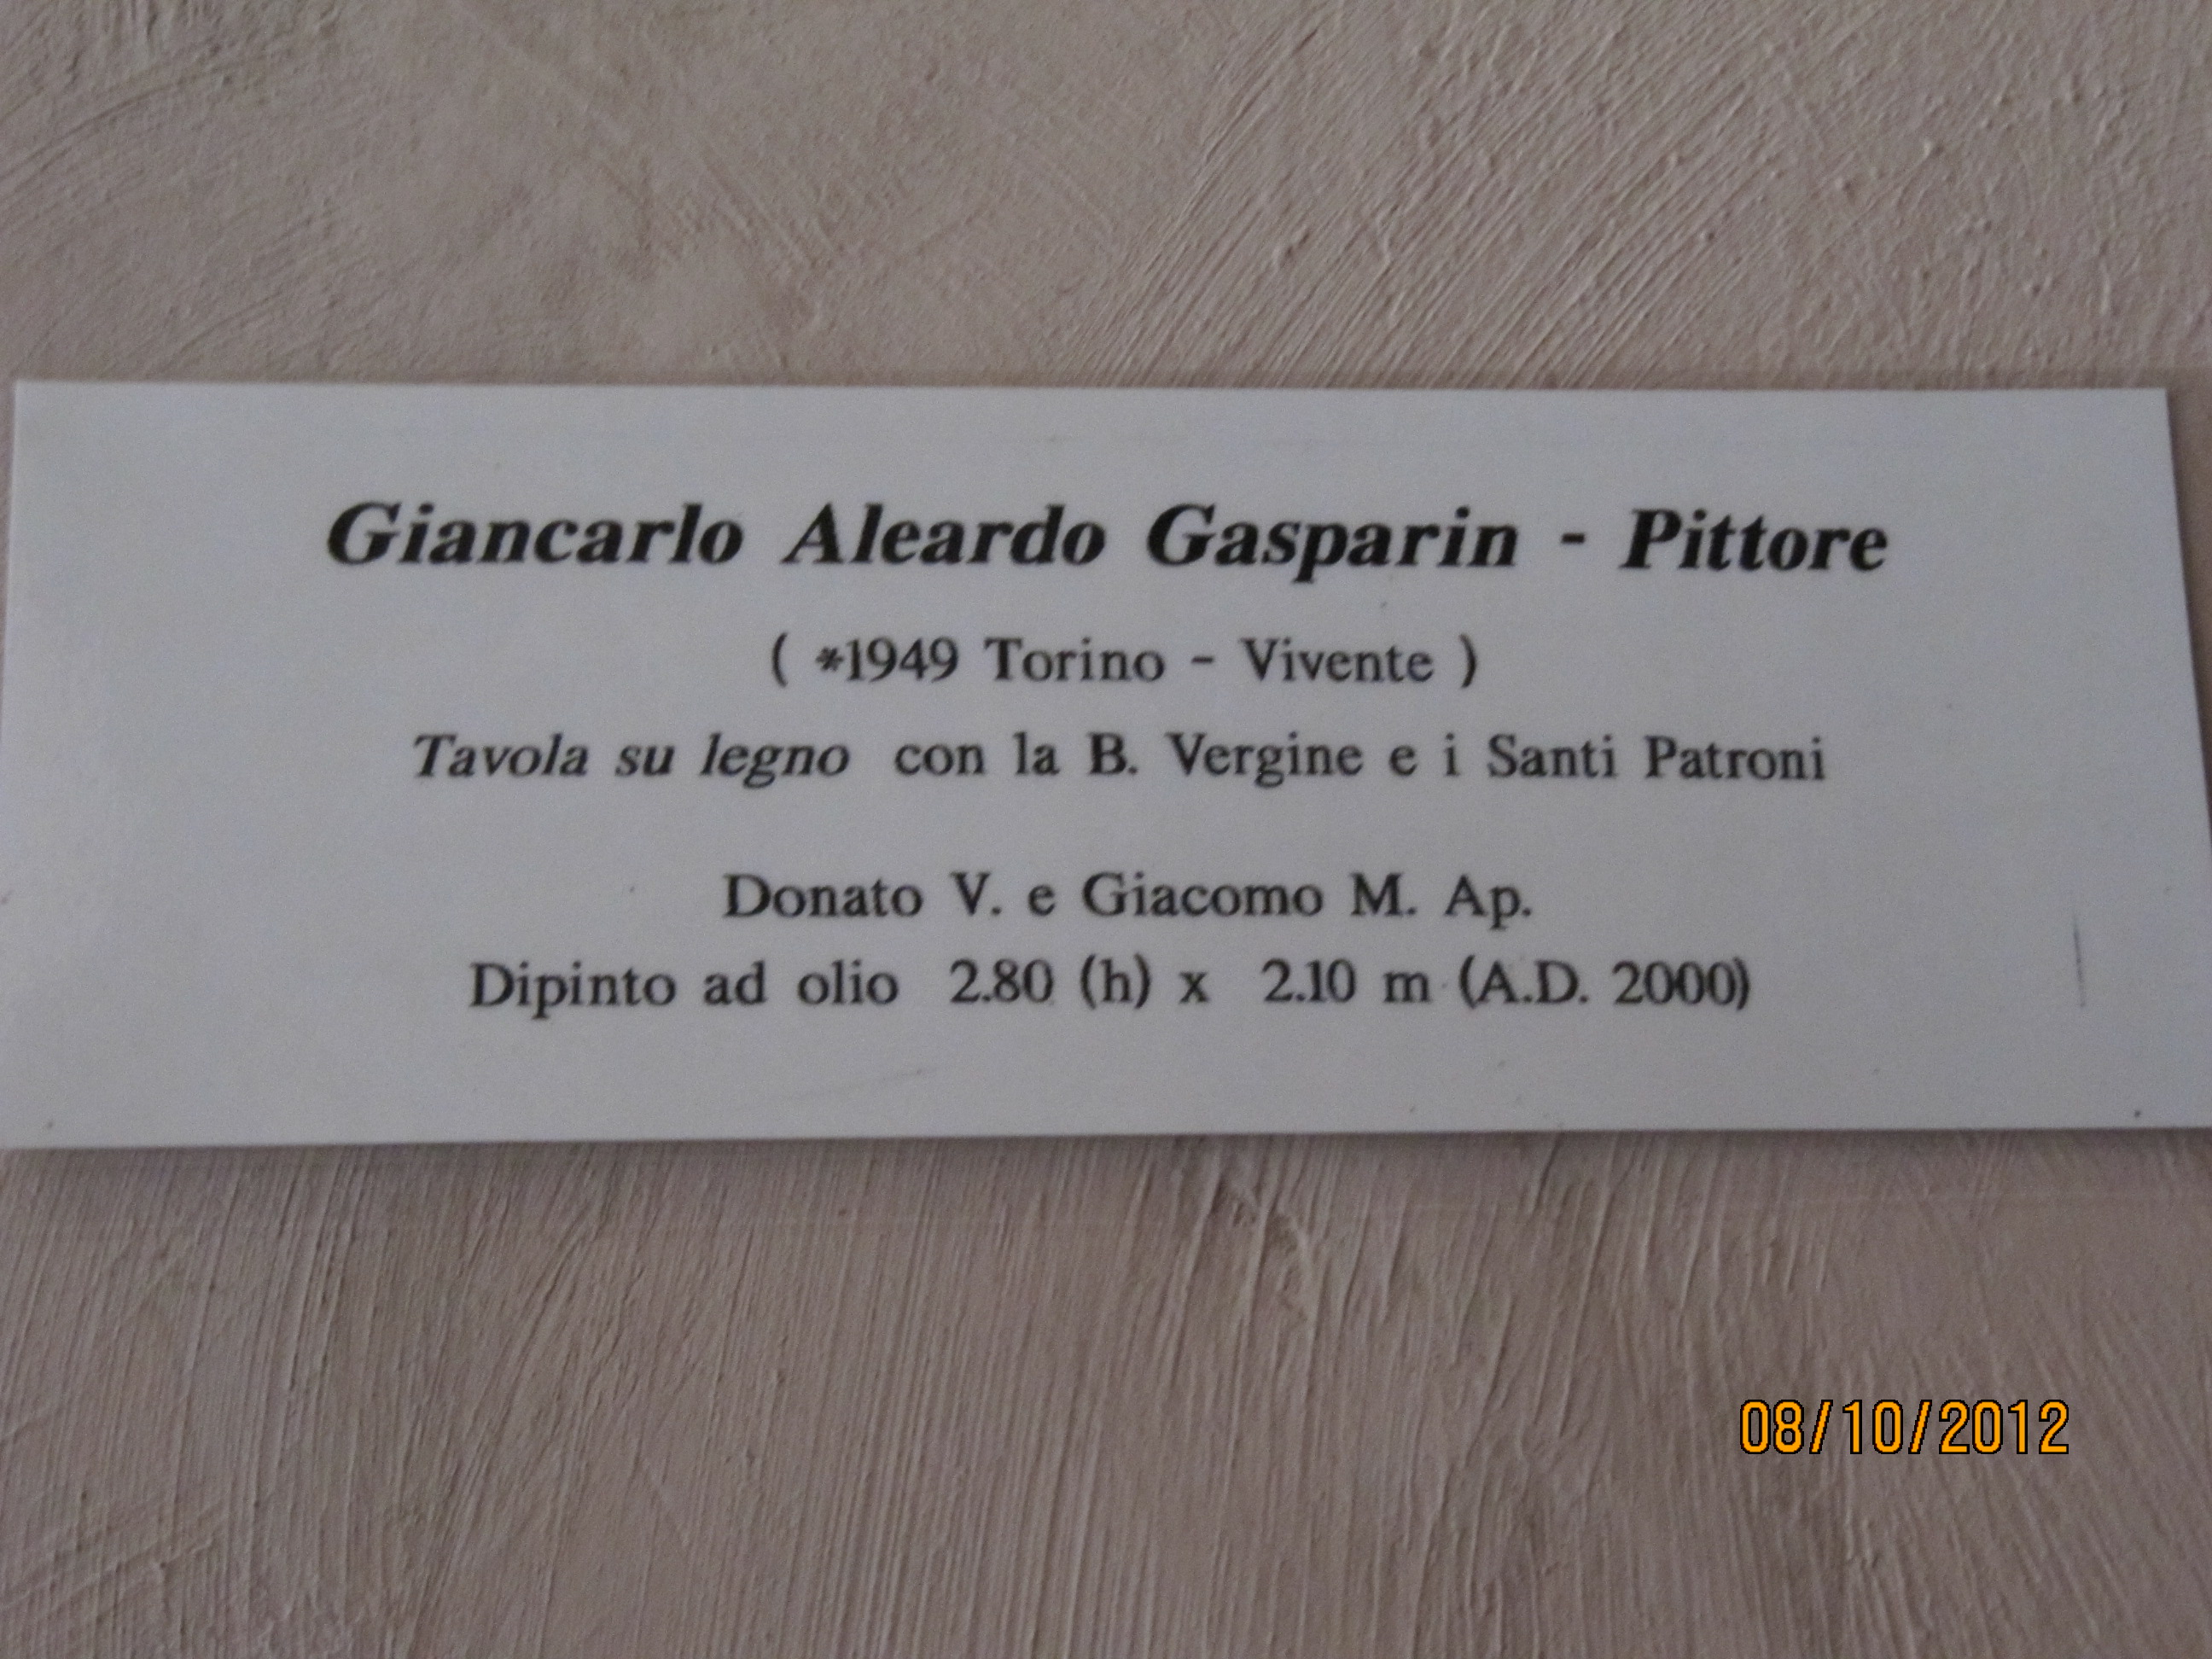 Giancarlo Aleardo Gasparin - Pittore
( *1949 Torino - Vivente )
Tavola su legno con la B. Vergine e i Santi Patroni
Donato V. e Giacomo M. Ap.
Dipinto ad olio 2.80 (h) x 2.10 m (A.D. 2000)
08/10/2012